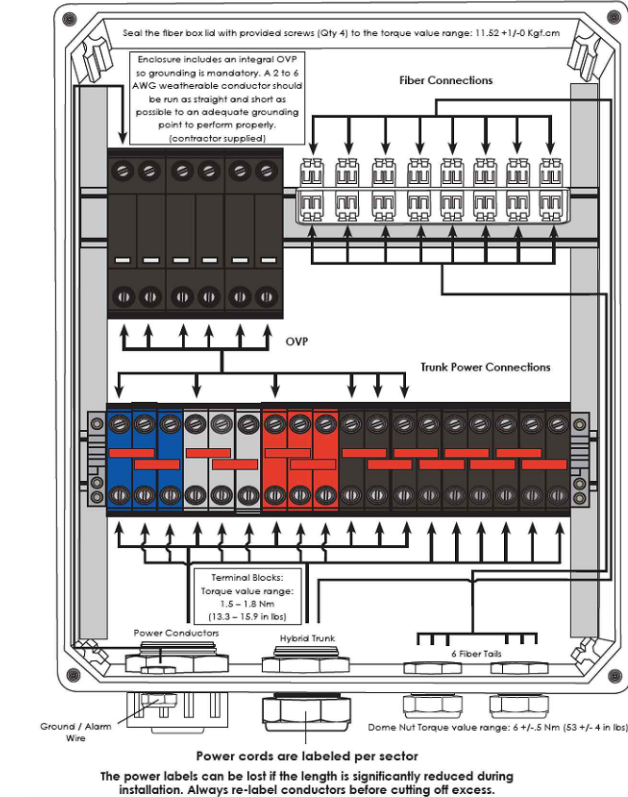 Seal the fiber box lid with provided screws (Qty 4) to the torque value range: 11.52 +1/-0 Kgf.cm
Enclosure includes an integral OVP
so grounding is mandatory. A 2 to 6
AWG weatherable conductor should
be run as straight and short as
possible to an adequate grounding
point to perform properly.
(contractor supplied)
Fiber Connections
OVP
Trunk Power Connections
Terminal Blocks:
Torque value range:
1.5 – 1.8 Nm
(13.3 – 15.9 in lbs)
Power Conductors
Hybrid Trunk
6 Fiber Tails
Ground / Alarm
Wire
Dome Nut Torque value range: 6 +/-.5 Nm (53 +/- 4 in lbs)
Power cords are labeled per sector
The power labels can be lost if the length is significantly reduced during
installation. Always re-label conductors before cutting off excess.